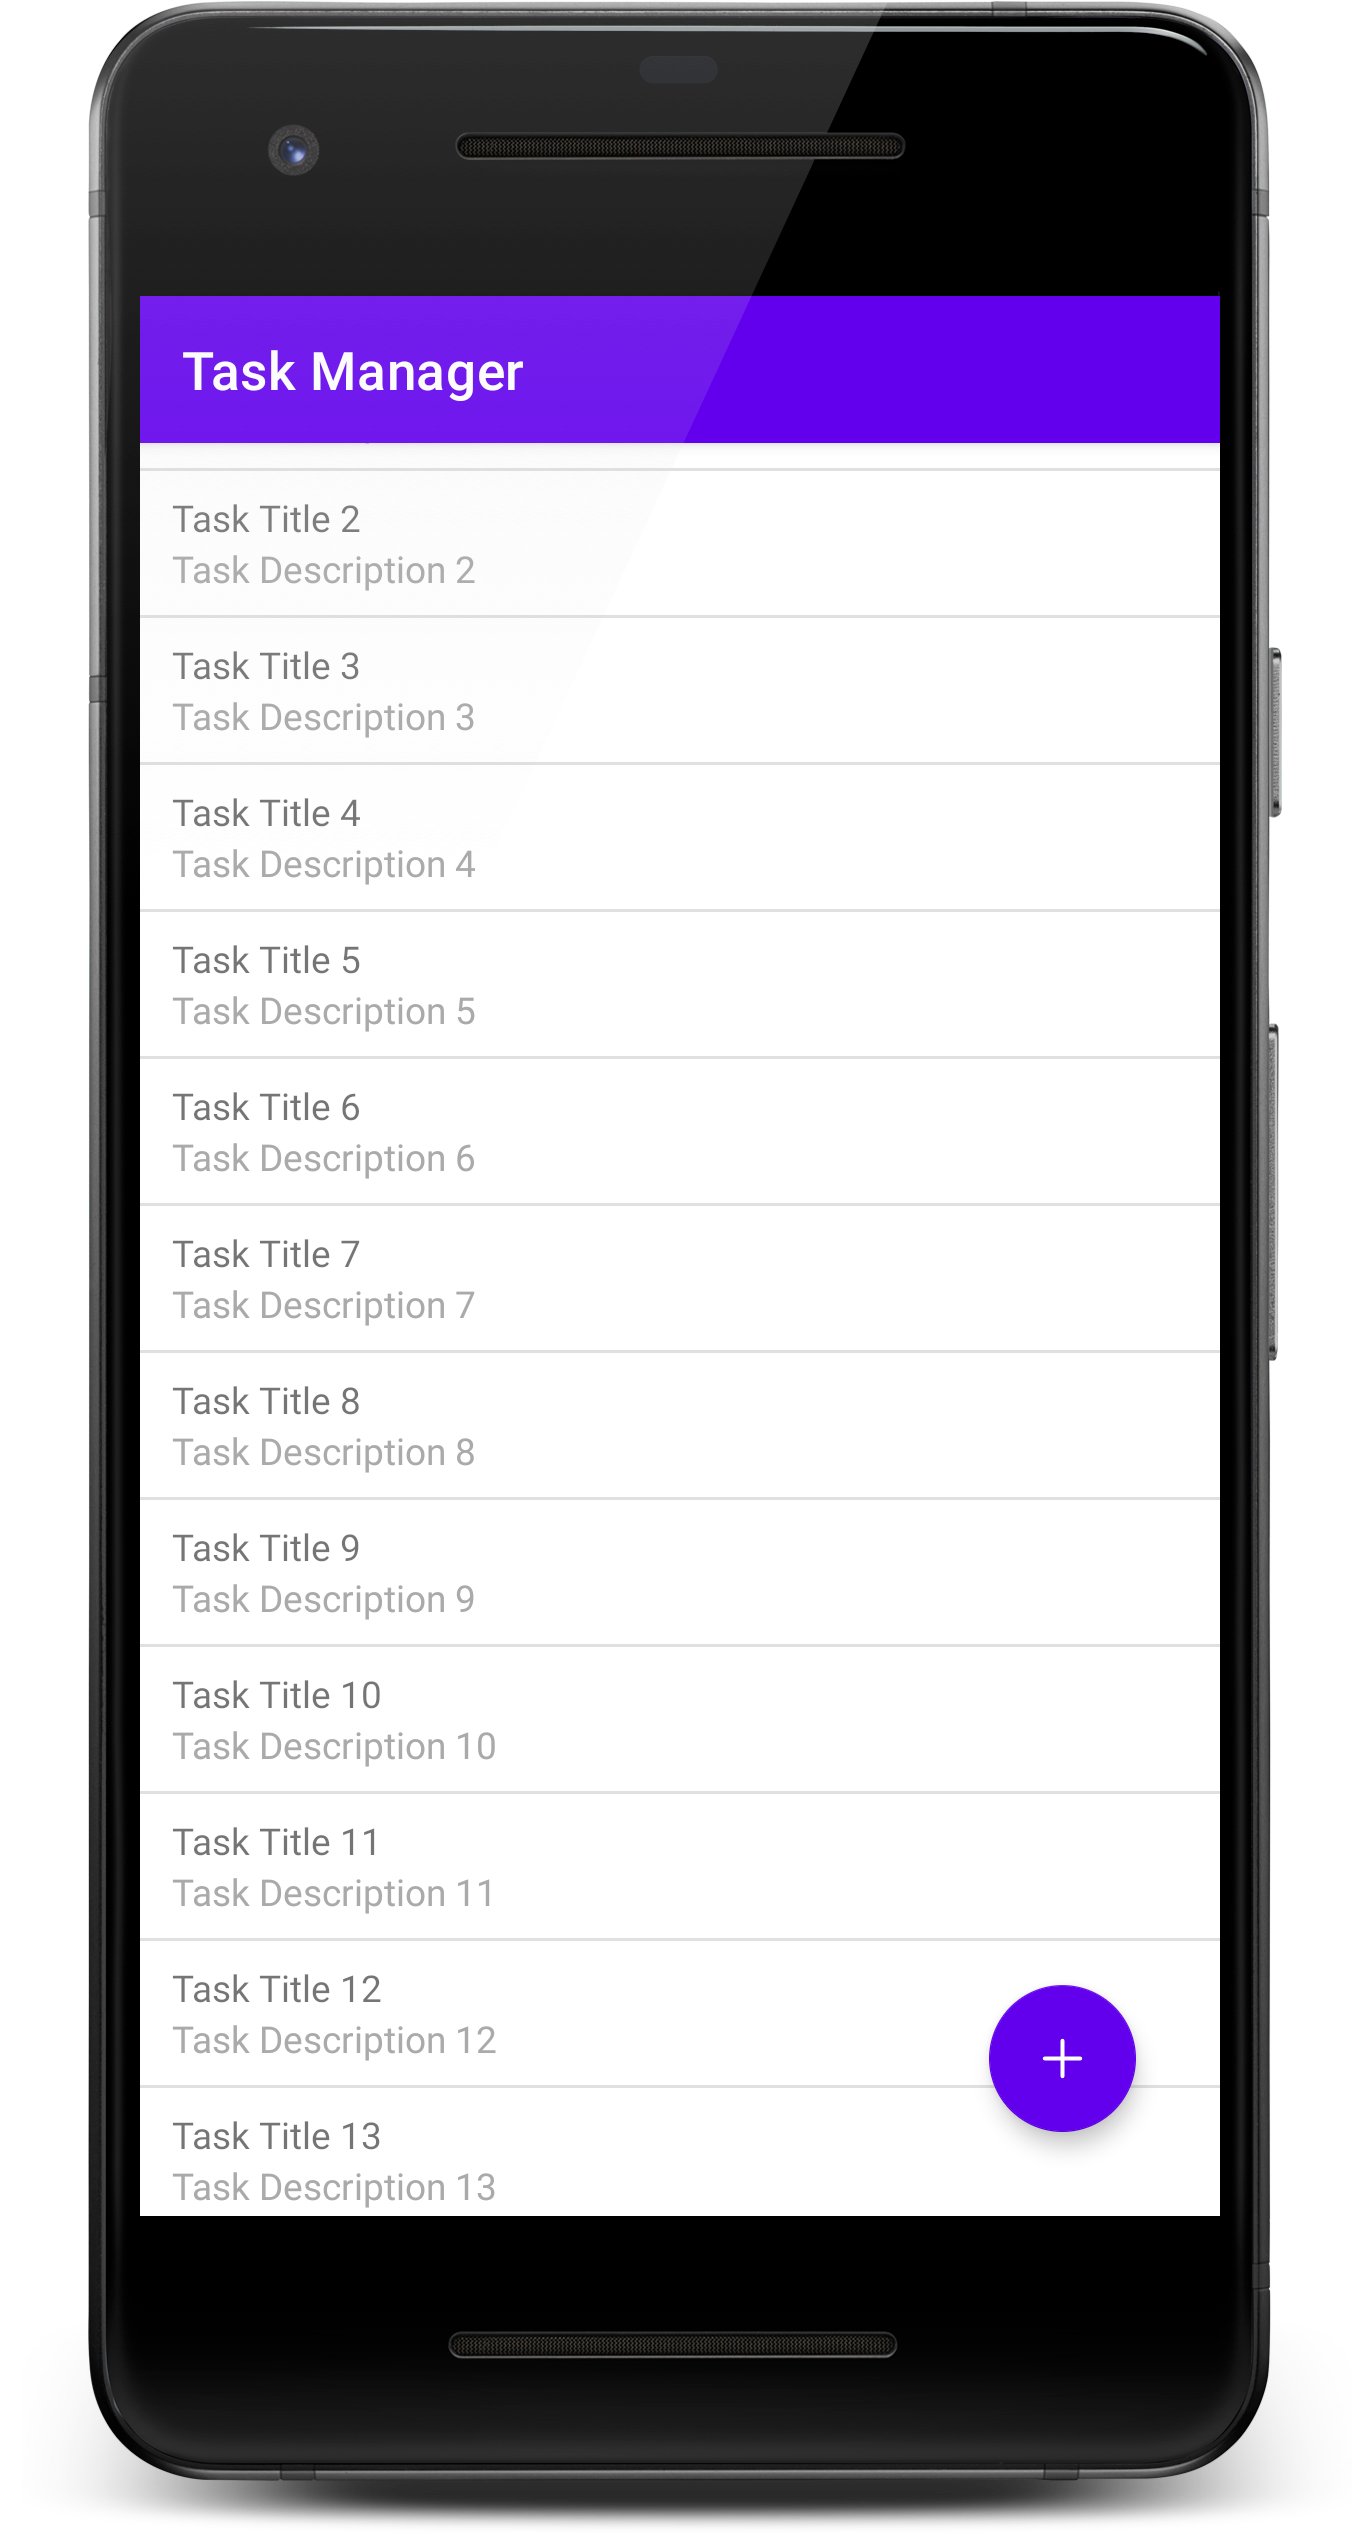 Task Manager
Task Title 2
Task Description 2
Task Title 3
Task Description 3
Task Title 4
Task Description 4
Task Title 5
Task Description 5
Task Title 6
Task Description 6
Task Title 7
Task Description 7
Task Title 8
Task Description 8
Task Title 9
Task Description 9
Task Title 10
Task Description 10
Task Title 11
Task Description 11
Task Title 12
Task Description 12
Task Title 13
Task Description 13